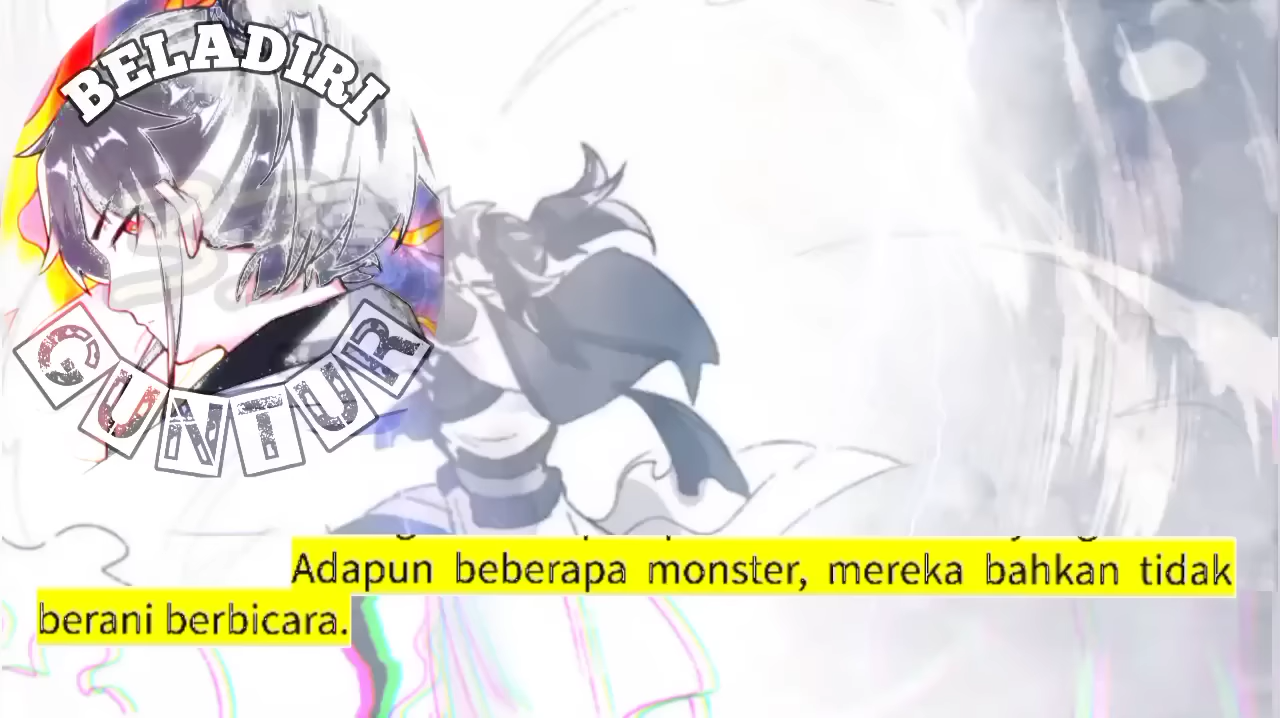 BELADIRI
GUNTUR
Adapun beberapa monster, mereka bahkan tidak
berani berbicara.